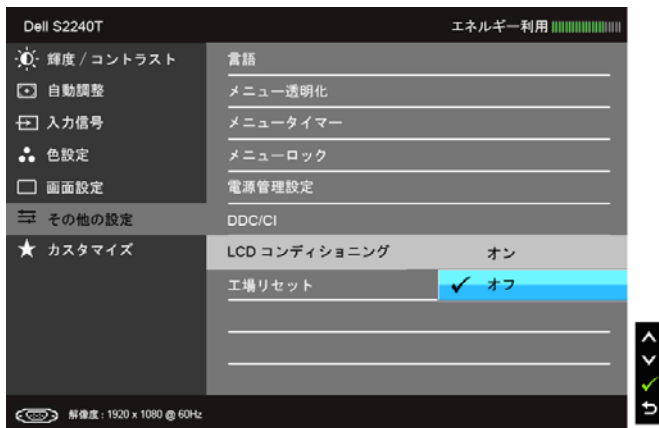 Dell S2240T
エネルギー利用
輝度 / コントラスト
自動調整
入力信号
色設定
画面設定
その他の設定
カスタマイズ
言語
メニュー透明化
メニュータイマー
メニューロック
電源管理設定
DDC/CI
LCD コンディショニング
オン
工場リセット
オフ
解像度 : 1920 x 1080 @ 60Hz